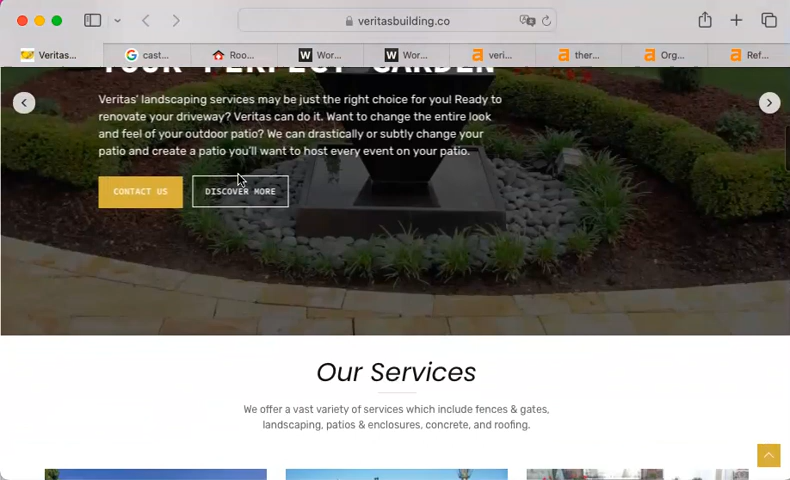 veritasbuilding.co
Veritas...
cast...
Roo...
Wor...
Wor...
veri...
ther...
Org...
Ref...
YOUR PERFECT GARDEN
Veritas' landscaping services may be just the right choice for you! Ready to
renovate your driveway? Veritas can do it. Want to change the entire look
and feel of your outdoor patio? We can drastically or subtly change your
patio and create a patio you'll want to host every event on your patio.
CONTACT US
DISCOVER MORE
Our Services
We offer a vast variety of services which include fences & gates,
landscaping, patios & enclosures, concrete, and roofing.